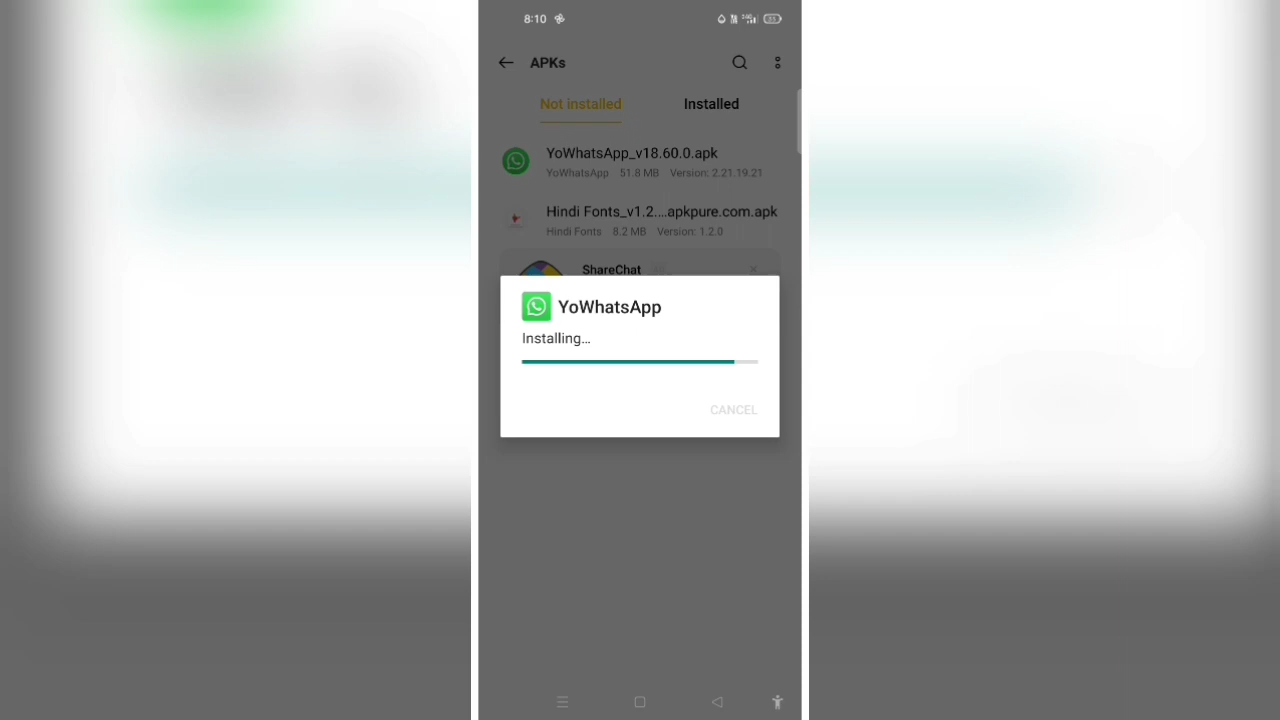 8:10
APKs
Not installed Installed
YoWhatsApp_v18.60.0.apk
YoWhatsApp 51.8 MB Version: 2.21.19.21
Hindi Fonts_v1.2....apkpure.com.apk
Hindi Fonts 8.2 MB Version: 1.2.0
ShareChat
YoWhatsApp
Installing...
CANCEL